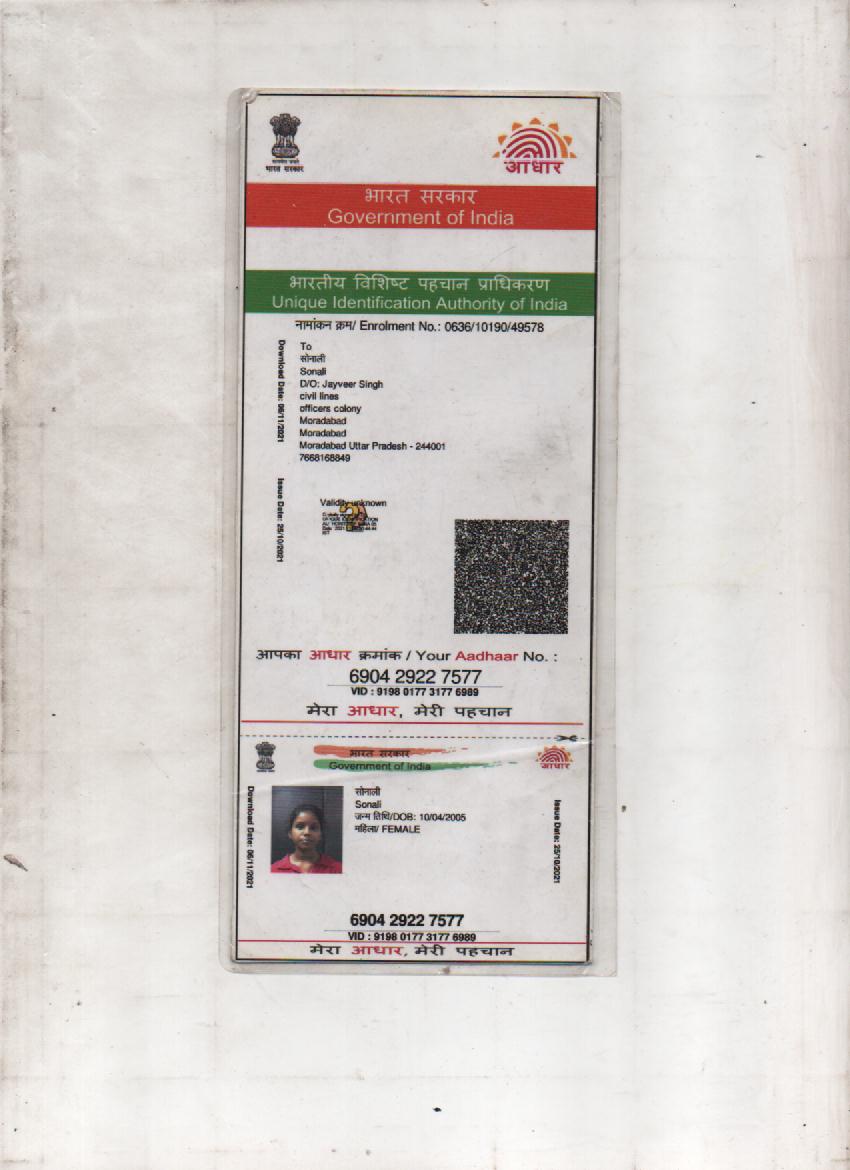 भारत सरकार
आधार
भारत सरकार
Government of India
भारतीय विशिष्ट पहचान प्राधिकरण
Unique Identification Authority of India
नामांकन क्रम/ Enrolment No.: 0636/10190/49578
To
सोनाली
Sonali
D/O: Jayveer Singh
civil lines
officers colony
Moradabad
Moradabad
Moradabad Uttar Pradesh - 244001
7668168849
Download Date: 06/11/2021
Issue Date: 25/10/2021
Validity unknown
आपका आधार क्रमांक / Your Aadhaar No. :
6904 2922 7577
VID : 9198 0177 3177 6989
मेरा आधार, मेरी पहचान
भारत सरकार
Government of India
आधार
Download Date: 06/11/2021
सोनाली
Sonali
जन्म तिथि/DOB: 10/04/2005
महिला/ FEMALE
Issue Date: 25/10/2021
6904 2922 7577
VID : 9198 0177 3177 6989
मेरा आधार, मेरी पहचान